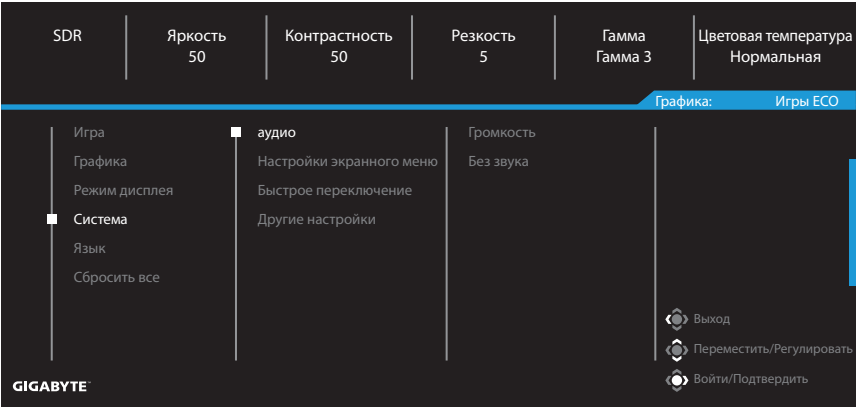 SDR
Яркость
50
Контрастность
50
Резкость
5
Гамма
Гамма 3
Цветовая температура
Нормальная
Графика: Игры ECO
Игра
Графика
Режим дисплея
Система
Язык
Сбросить все
аудио
Настройки экранного меню
Быстрое переключение
Другие настройки
Громкость
Без звука
Выход
Переместить/Регулировать
Войти/Подтвердить
GIGABYTE™